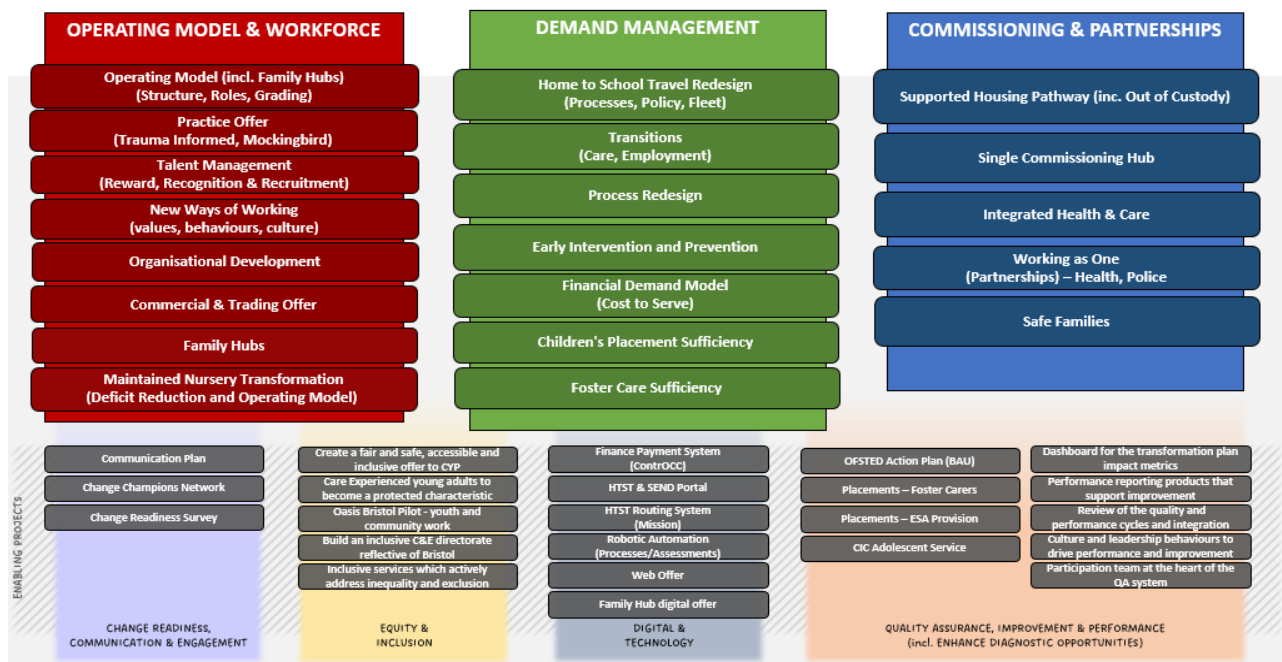 OPERATING MODEL & WORKFORCE
Operating Model (incl. Family Hubs)
(Structure, Roles, Grading)
Practice Offer
(Trauma Informed, Mockingbird)
Talent Management
(Reward, Recognition & Recruitment)
New Ways of Working
(values, behaviours, culture)
Organisational Development
Commercial & Trading Offer
Family Hubs
Maintained Nursery Transformation
(Deficit Reduction and Operating Model)
DEMAND MANAGEMENT
Home to School Travel Redesign
(Processes, Policy, Fleet)
Transitions
(Care, Employment)
Process Redesign
Early Intervention and Prevention
Financial Demand Model
(Cost to Serve)
Children's Placement Sufficiency
Foster Care Sufficiency
COMMISSIONING & PARTNERSHIPS
Supported Housing Pathway (inc. Out of Custody)
Single Commissioning Hub
Integrated Health & Care
Working as One
(Partnerships) – Health, Police
Safe Families
ENABLING PROJECTS
Communication Plan
Change Champions Network
Change Readiness Survey
CHANGE READINESS,
COMMUNICATION & ENGAGEMENT
Create a fair and safe, accessible and
inclusive offer to CYP
Care Experienced young adults to
become a protected characteristic
Oasis Bristol Pilot - youth and
community work
Build an inclusive C&E directorate
reflective of Bristol
Inclusive services which actively
address inequality and exclusion
EQUITY &
INCLUSION
Finance Payment System
(ContrOCC)
HTST & SEND Portal
HTST Routing System
(Mission)
Robotic Automation
(Processes/Assessments)
Web Offer
Family Hub digital offer
DIGITAL &
TECHNOLOGY
OFSTED Action Plan (BAU)
Placements – Foster Carers
Placements – ESA Provision
CIC Adolescent Service
Dashboard for the transformation plan
impact metrics
Performance reporting products that
support improvement
Review of the quality and
performance cycles and integration
Culture and leadership behaviours to
drive performance and improvement
Participation team at the heart of the
QA system
QUALITY ASSURANCE, IMPROVEMENT & PERFORMANCE
(incl. ENHANCE DIAGNOSTIC OPPORTUNITIES)